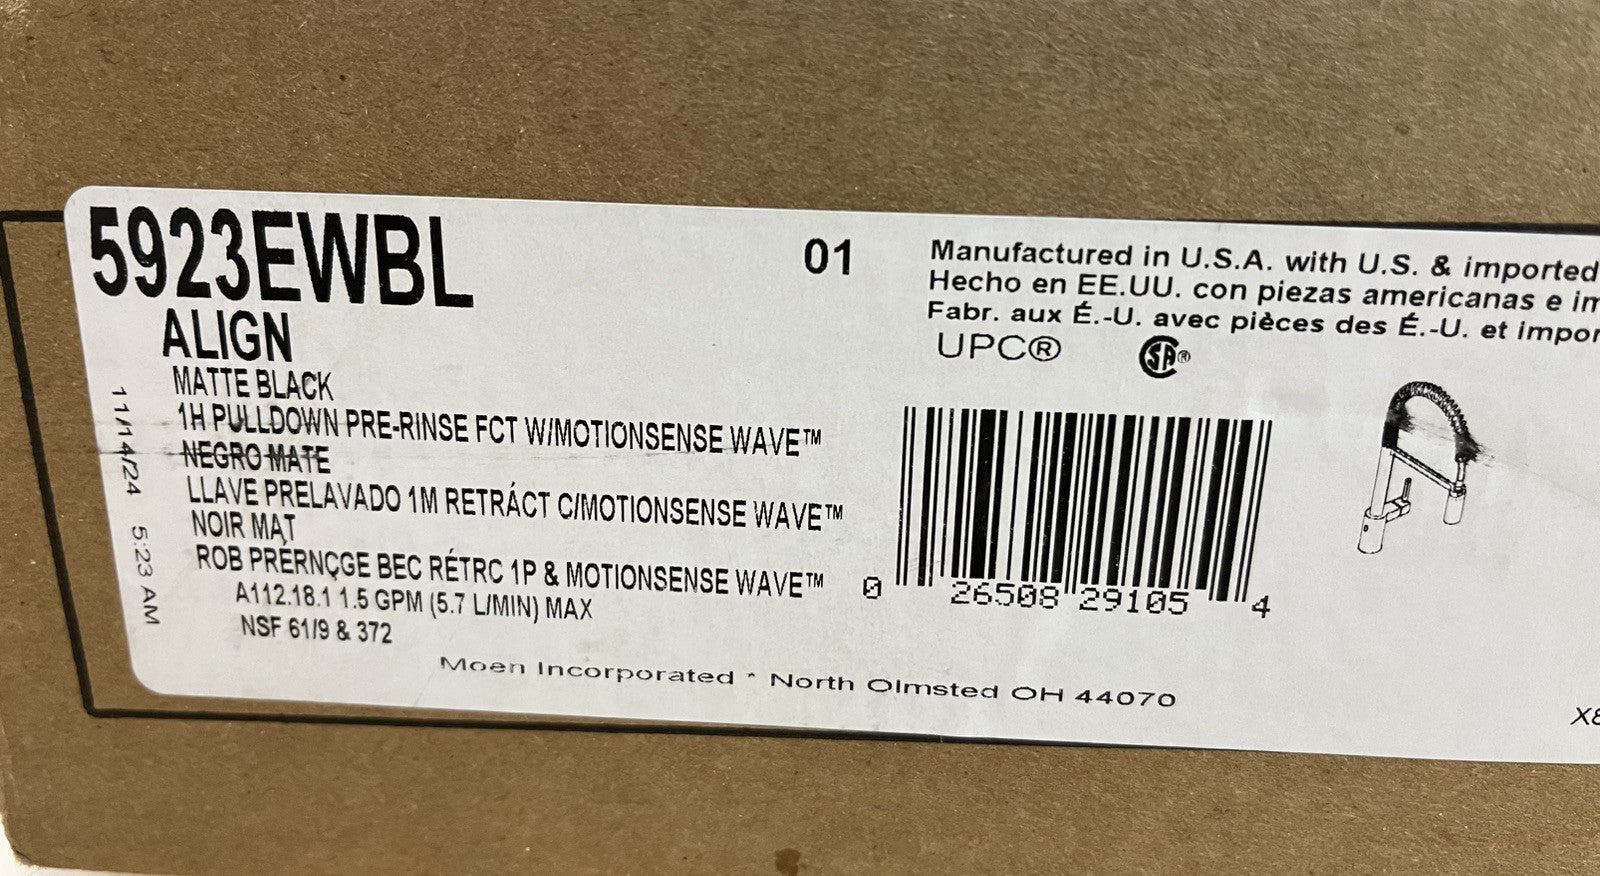 5923EWBL
01
ALIGN
MATTE BLACK
1H PULLDOWN PRE-RINSE FCT W/MOTIONSENSE WAVE™
NEGRO MATE
LLAVE PRELAVADO 1M RETRÁCT C/MOTIONSENSE WAVE™
NOIR MAT
ROB PRÉRNÇGE BEC RÉTRC 1P & MOTIONSENSE WAVE™
A112.18.1 1.5 GPM (5.7 L/MIN) MAX
NSF 61/9 & 372
11/14/24 5:23 AM
Manufactured in U.S.A. with U.S. & imported
Hecho en EE.UU. con piezas americanas e im
Fabr. aux É.-U. avec pièces des É.-U. et impor
UPC®
SA®
0 26508 29105 4
Moen Incorporated * North Olmsted OH 44070